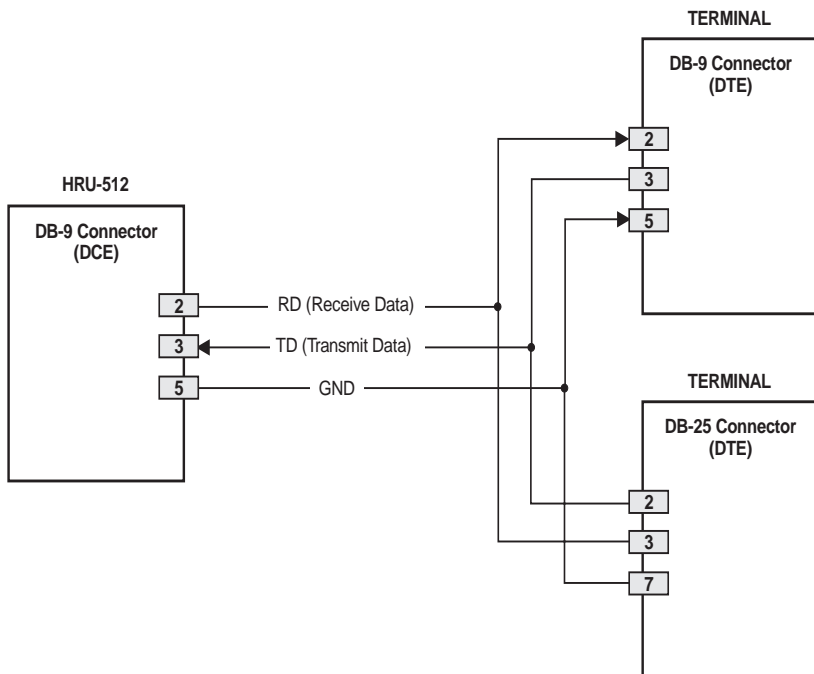 TERMINAL
DB-9 Connector
(DTE)
2
3
5
HRU-512
DB-9 Connector
(DCE)
2
RD (Receive Data)
3
TD (Transmit Data)
5
GND
TERMINAL
DB-25 Connector
(DTE)
2
3
7